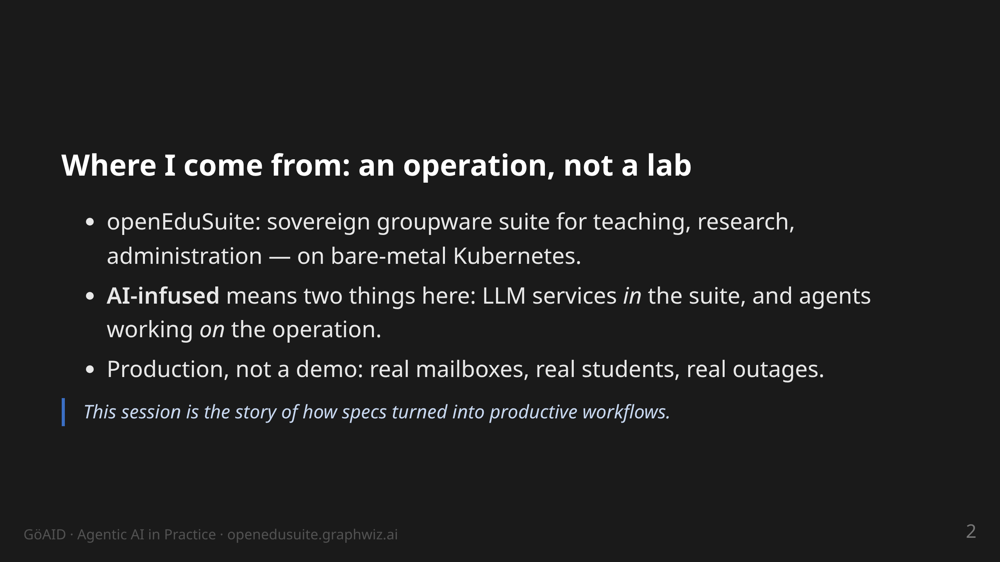 Where I come from: an operation, not a lab
• openEduSuite: sovereign groupware suite for teaching, research,
administration — on bare-metal Kubernetes.
• AI-infused means two things here: LLM services in the suite, and agents
working on the operation.
• Production, not a demo: real mailboxes, real students, real outages.
This session is the story of how specs turned into productive workflows.
GöAID · Agentic AI in Practice · openedusuite.graphwiz.ai
2